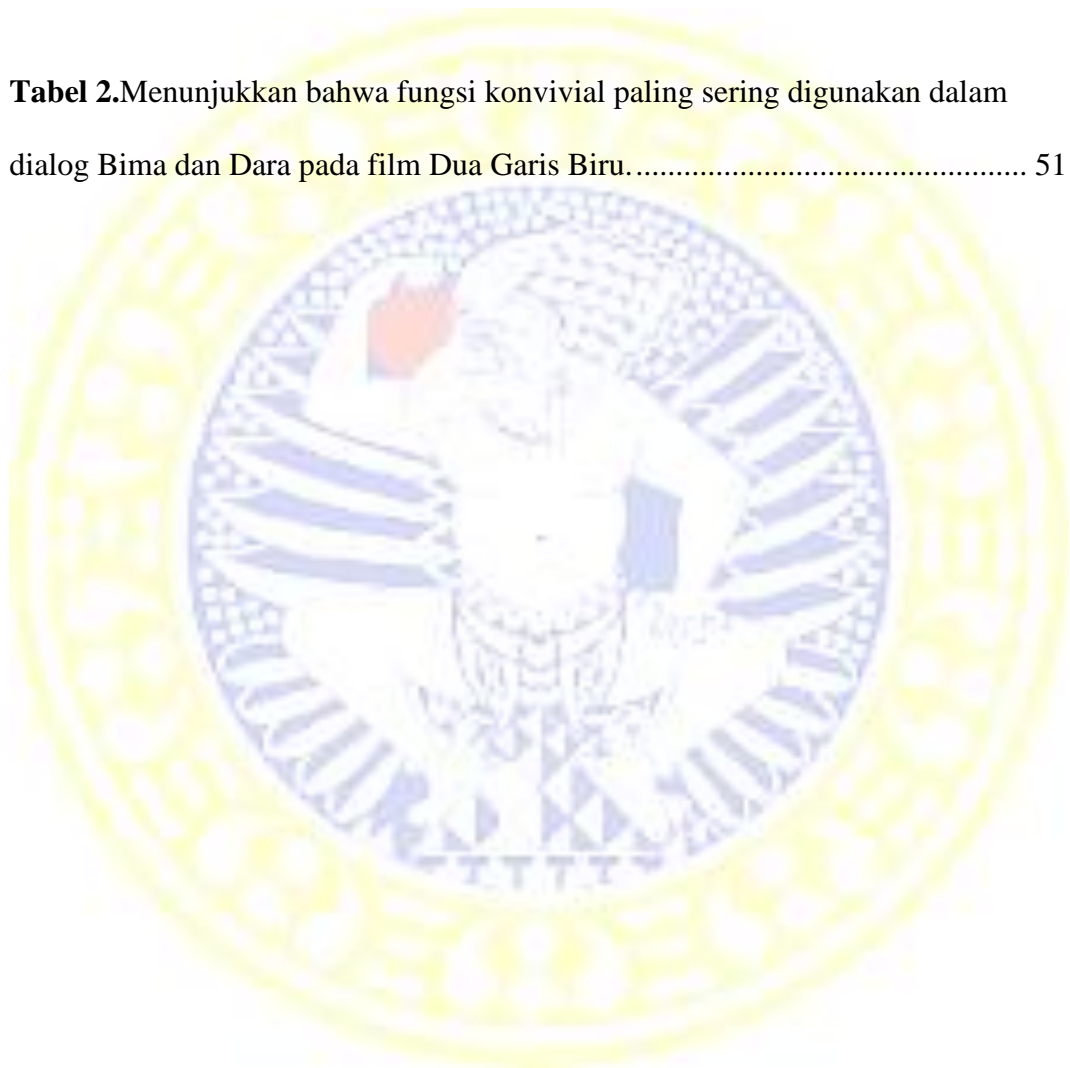 Tabel 2.Menunjukkan bahwa fungsi konvivial paling sering digunakan dalam
dialog Bima dan Dara pada film Dua Garis Biru................................................. 51